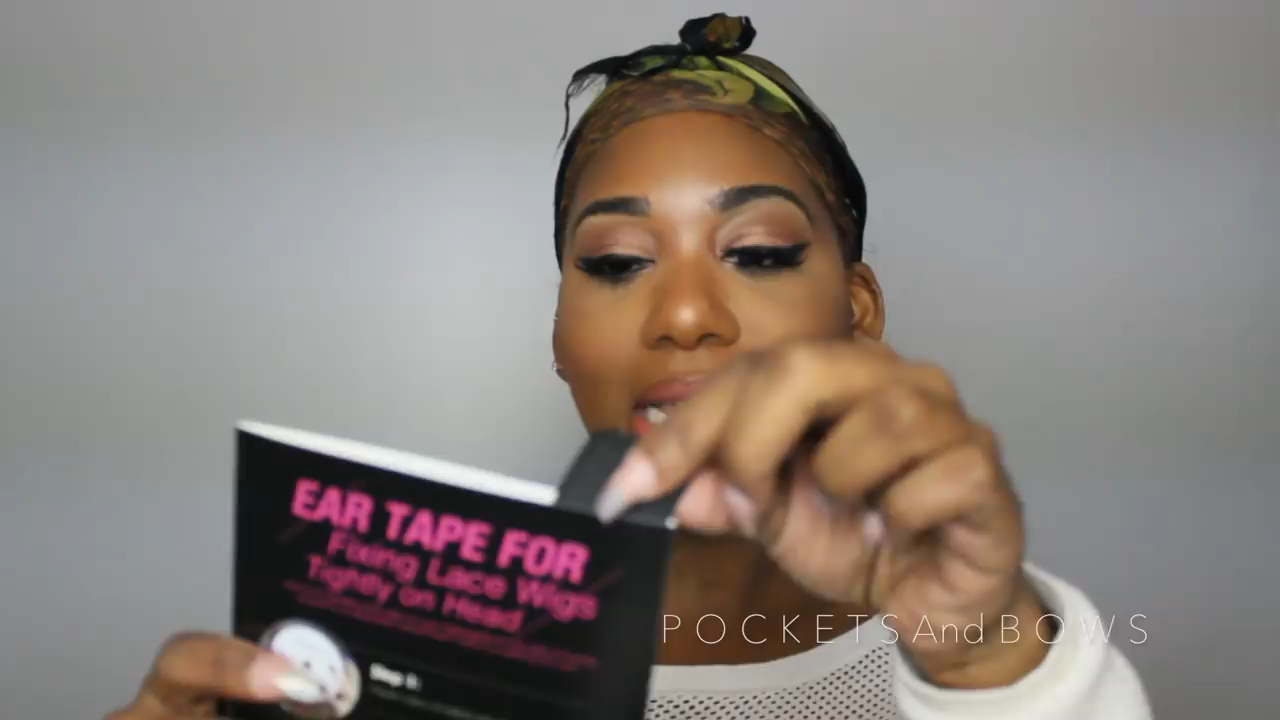 EAR TAPE FOR
Fixing Lace Wigs
Tightly on Head
Step 1:
POCKETSAndBOWS